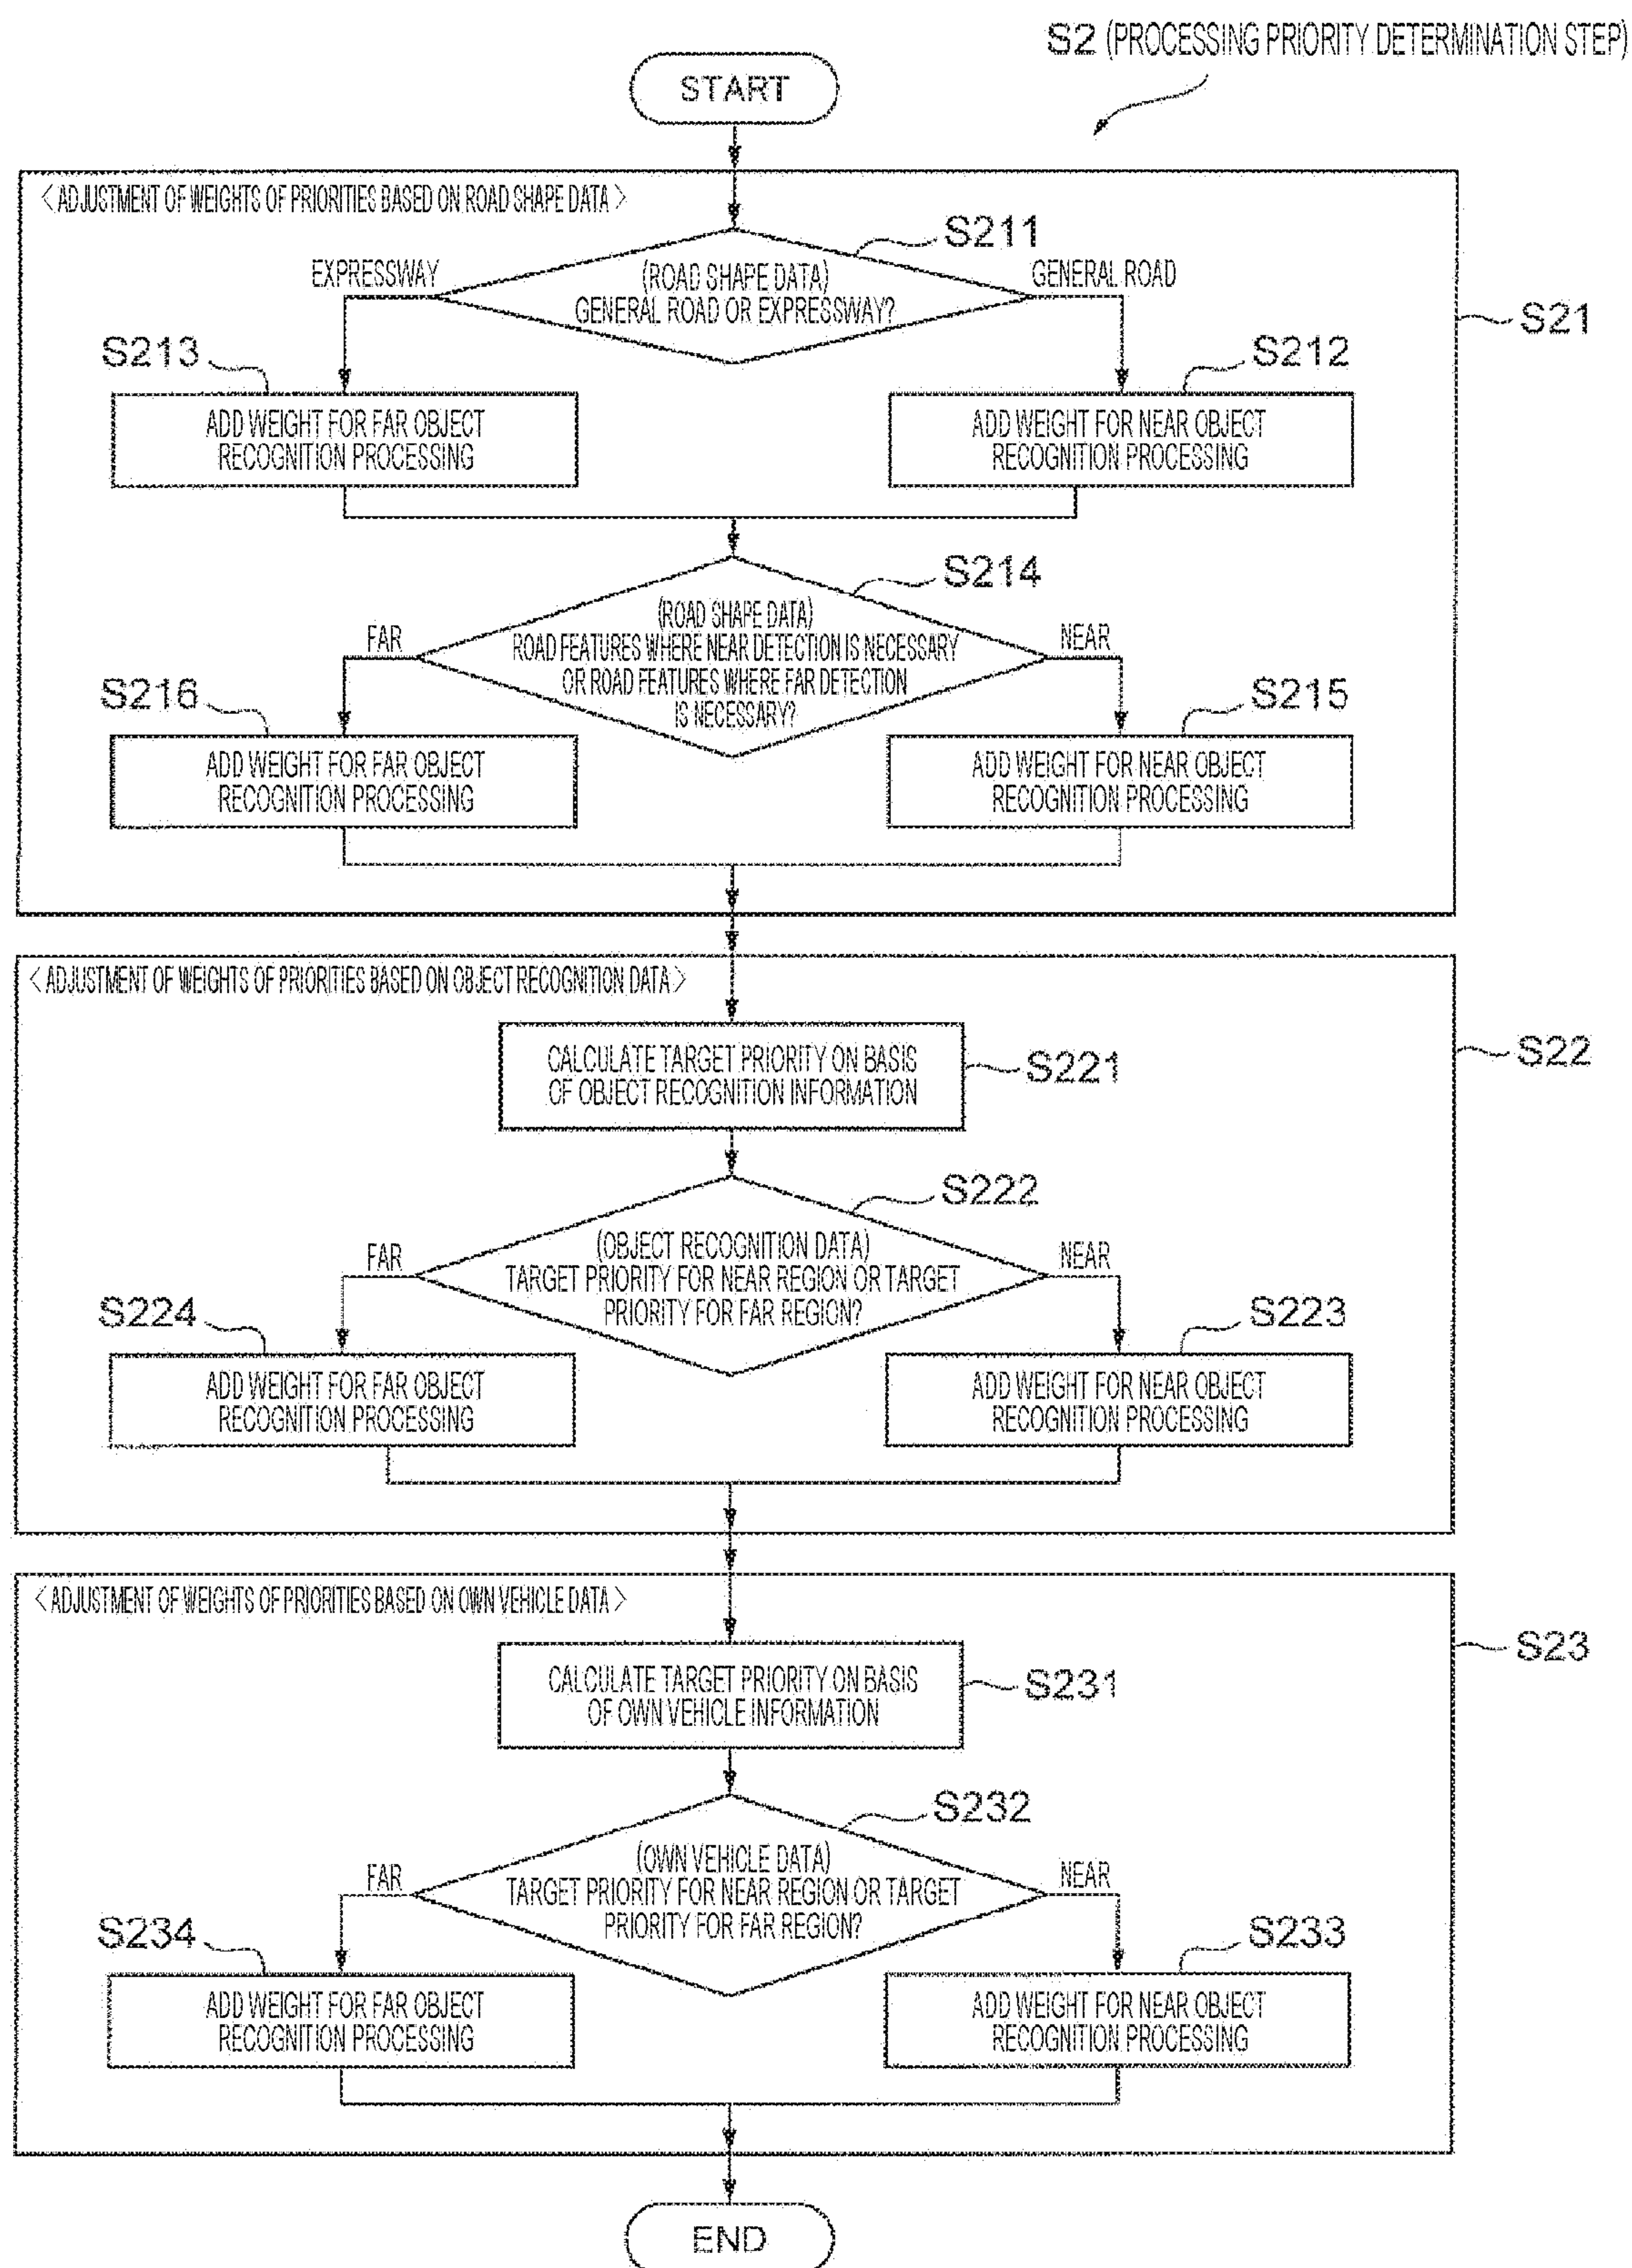 S2 (PROCESSING PRIORITY DETERMINATION STEP)
START
<ADJUSTMENT OF WEIGHTS OF PRIORITIES BASED ON ROAD SHAPE DATA>
S211
EXPRESSWAY
(ROAD SHAPE DATA)
GENERAL ROAD OR EXPRESSWAY?
GENERAL ROAD
S21
S213
S212
ADD WEIGHT FOR FAR OBJECT
RECOGNITION PROCESSING
ADD WEIGHT FOR NEAR OBJECT
RECOGNITION PROCESSING
S214
FAR
(ROAD SHAPE DATA)
ROAD FEATURES WHERE NEAR DETECTION IS NECESSARY
OR ROAD FEATURES WHERE FAR DETECTION
IS NECESSARY?
NEAR
S216
S215
ADD WEIGHT FOR FAR OBJECT
RECOGNITION PROCESSING
ADD WEIGHT FOR NEAR OBJECT
RECOGNITION PROCESSING
<ADJUSTMENT OF WEIGHTS OF PRIORITIES BASED ON OBJECT RECOGNITION DATA>
CALCULATE TARGET PRIORITY ON BASIS
OF OBJECT RECOGNITION INFORMATION
S221
S22
S222
FAR
(OBJECT RECOGNITION DATA)
TARGET PRIORITY FOR NEAR REGION OR TARGET
PRIORITY FOR FAR REGION?
NEAR
S224
S223
ADD WEIGHT FOR FAR OBJECT
RECOGNITION PROCESSING
ADD WEIGHT FOR NEAR OBJECT
RECOGNITION PROCESSING
<ADJUSTMENT OF WEIGHTS OF PRIORITIES BASED ON OWN VEHICLE DATA>
S23
CALCULATE TARGET PRIORITY ON BASIS
OF OWN VEHICLE INFORMATION
S231
S232
FAR
(OWN VEHICLE DATA)
TARGET PRIORITY FOR NEAR REGION OR TARGET
PRIORITY FOR FAR REGION?
NEAR
S234
S233
ADD WEIGHT FOR FAR OBJECT
RECOGNITION PROCESSING
ADD WEIGHT FOR NEAR OBJECT
RECOGNITION PROCESSING
END